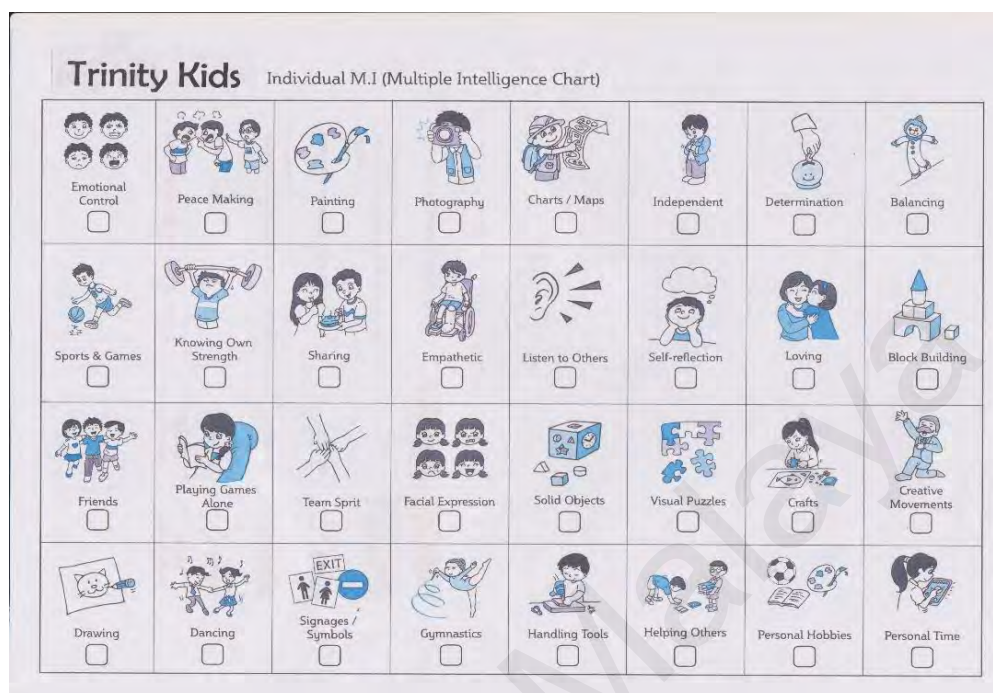 Trinity Kids Individual M.I (Multiple Intelligence Chart)
Emotional
Control
Peace Making
Painting
Photography
Charts / Maps
Independent
Determination
Balancing
Sports & Games
Knowing Own
Strength
Sharing
Empathetic
Listen to Others
Self-reflection
Loving
Block Building
Friends
Playing Games
Alone
Team Sprit
Facial Expression
Solid Objects
Visual Puzzles
Crafts
Creative
Movements
Drawing
Dancing
EXIT
Signages /
Symbols
Gymnastics
Handling Tools
Helping Others
Personal Hobbies
Personal Time
Malaya